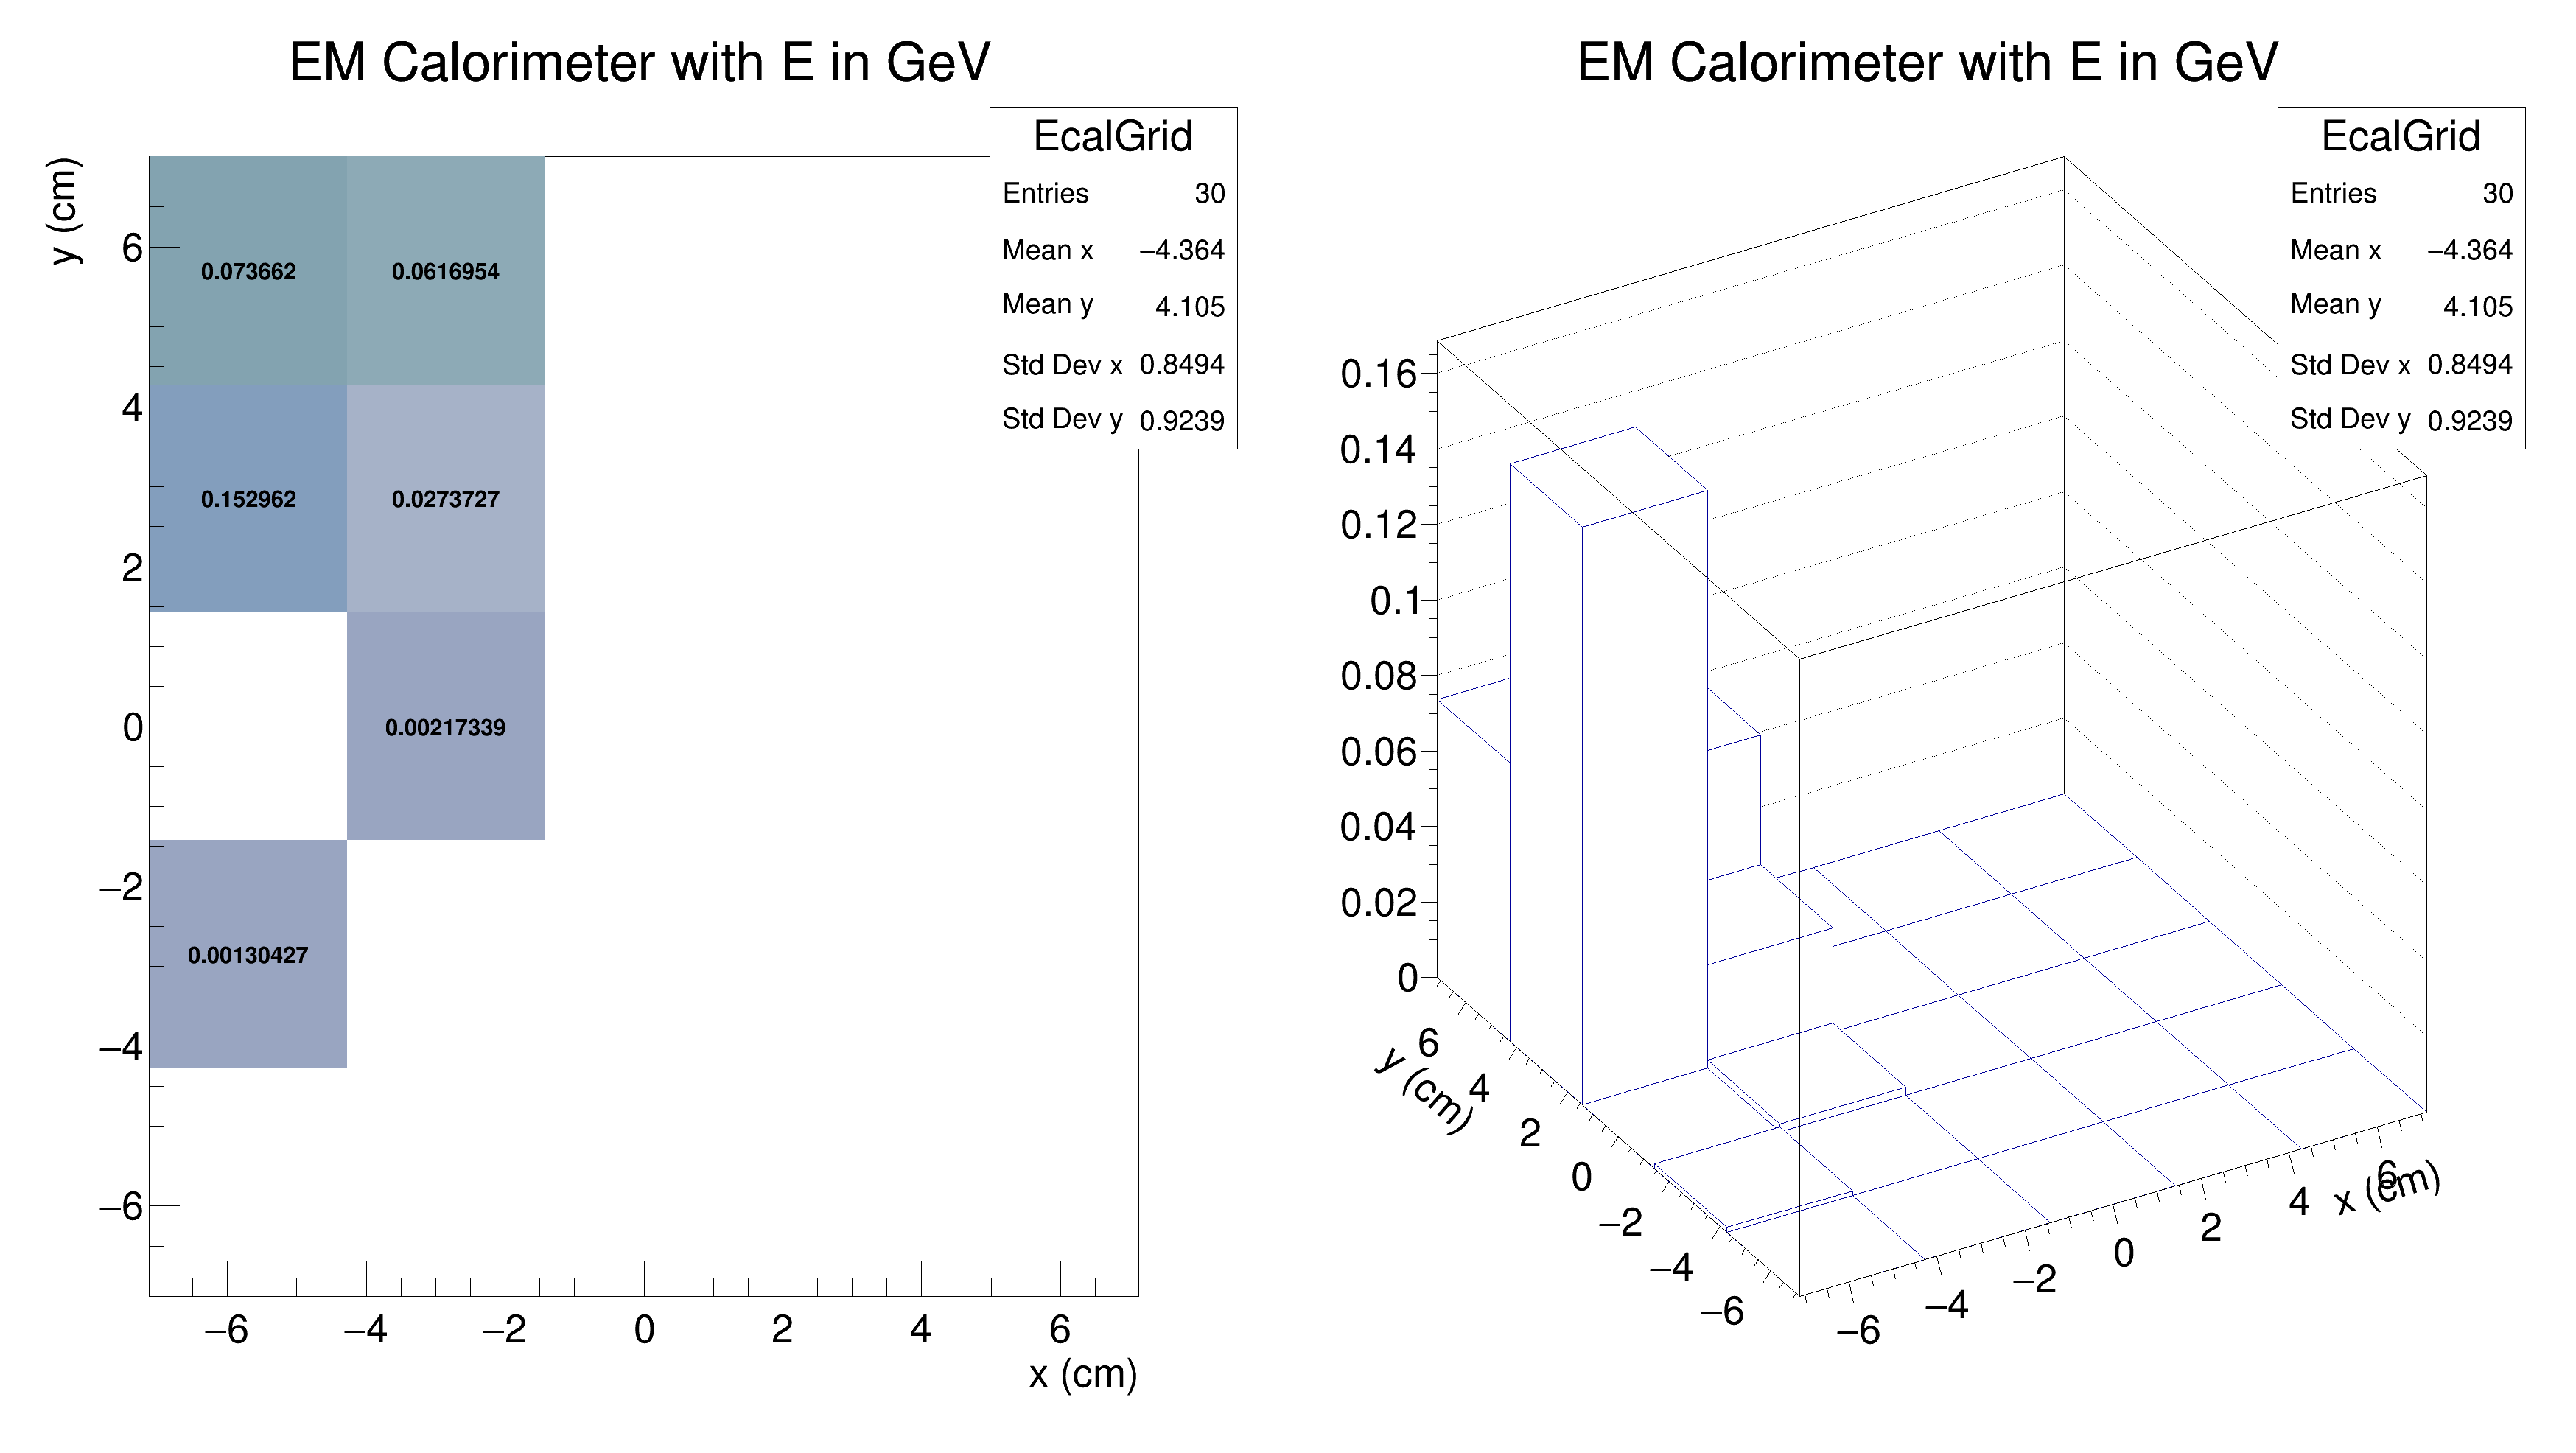 EM Calorimeter with E in GeV
EcalGrid
Entries 30
Mean x −4.364
Mean y 4.105
Std Dev x 0.8494
Std Dev y 0.9239
y (cm)
6
4
2
0
−2
−4
−6
0.073662 0.0616954
0.152962 0.0273727
0.00217339
0.00130427
−6 −4 −2 0 2 4 6
x (cm)
EM Calorimeter with E in GeV
EcalGrid
Entries 30
Mean x −4.364
Mean y 4.105
Std Dev x 0.8494
Std Dev y 0.9239
0.16
0.14
0.12
0.1
0.08
0.06
0.04
0.02
0
y (cm)
6
4
2
0
−2
−4
−6
−6 −4 −2 0 2 4 6
x (cm)